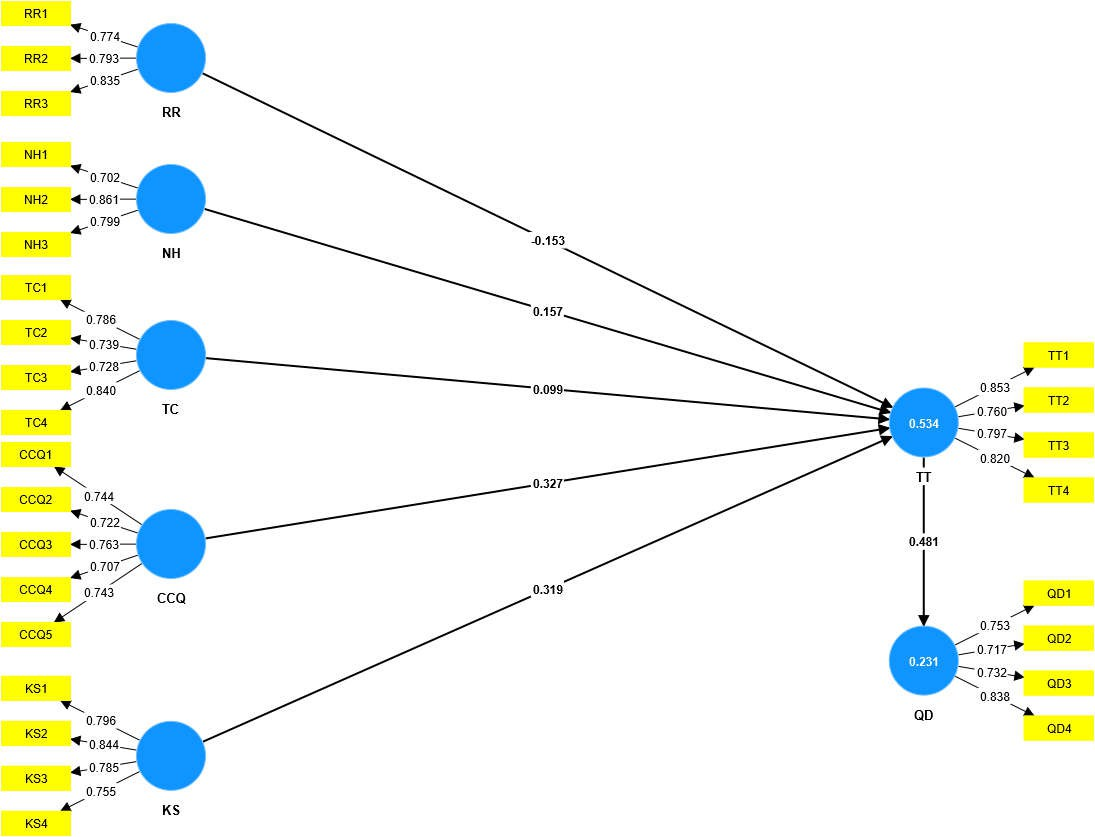 RR1
0.774
RR2
0.793
0.835
RR3
RR
NH1
0.702
NH2
0.861
0.799
NH3
NH
TC1
0.786
TC2
0.739
TC3
0.728
0.840
TC4
TC
CCQ1
0.744
CCQ2
0.722
CCQ3
0.763
0.707
CCQ4
0.743
CCQ5
CCQ
KS1
0.796
KS2
0.844
KS3
0.785
0.755
KS4
KS
-0.153
0.157
0.099
0.327
0.319
0.534
TT
TT1
0.853
TT2
0.760
0.797
TT3
0.820
TT4
0.481
0.231
QD
QD1
0.753
QD2
0.717
0.732
QD3
0.838
QD4